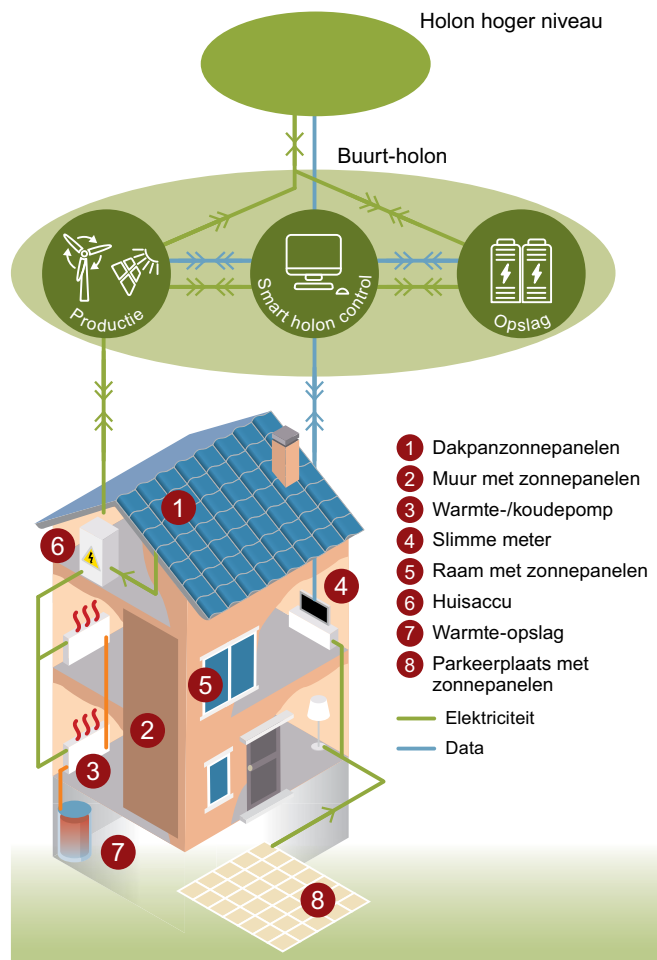 Holon hoger niveau
Buurt-holon
Productie
Smart holon control
Opslag
1 Dakpanzonnepanelen
2 Muur met zonnepanelen
3 Warmte-/koudepomp
4 Slimme meter
5 Raam met zonnepanelen
6 Huisaccu
7 Warmte-opslag
8 Parkeerplaats met
zonnepanelen
Elektriciteit
Data
1
6
4
5
2
3
7
8